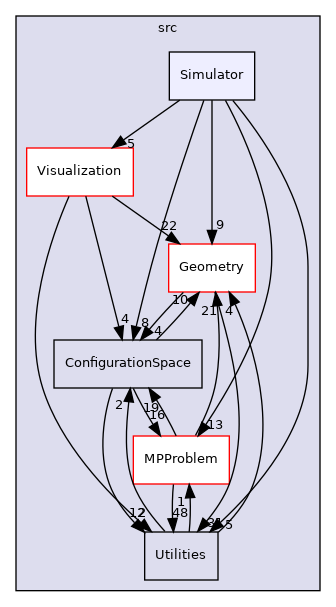 src
Simulator
5
Visualization
22
9
Geometry
10
21
4
4
8
4
ConfigurationSpace
2
19
16
13
MPProblem
1
48
12
5
Utilities